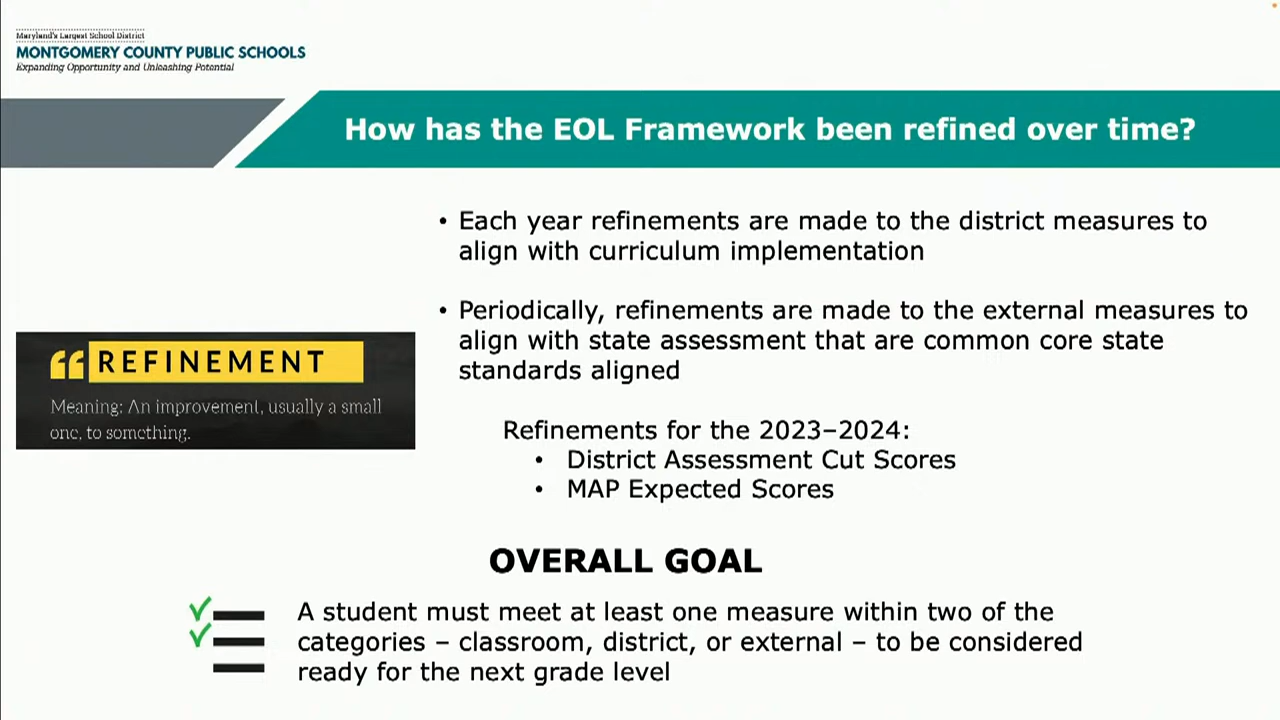 Maryland's Largest School District
MONTGOMERY COUNTY PUBLIC SCHOOLS
Expanding Opportunity and Unleashing Potential
How has the EOL Framework been refined over time?
• Each year refinements are made to the district measures to
align with curriculum implementation
• Periodically, refinements are made to the external measures to
align with state assessment that are common core state
standards aligned
“ REFINEMENT
Meaning: An improvement, usually a small
one, to something.
Refinements for the 2023–2024:
• District Assessment Cut Scores
• MAP Expected Scores
OVERALL GOAL
A student must meet at least one measure within two of the
categories – classroom, district, or external – to be considered
ready for the next grade level